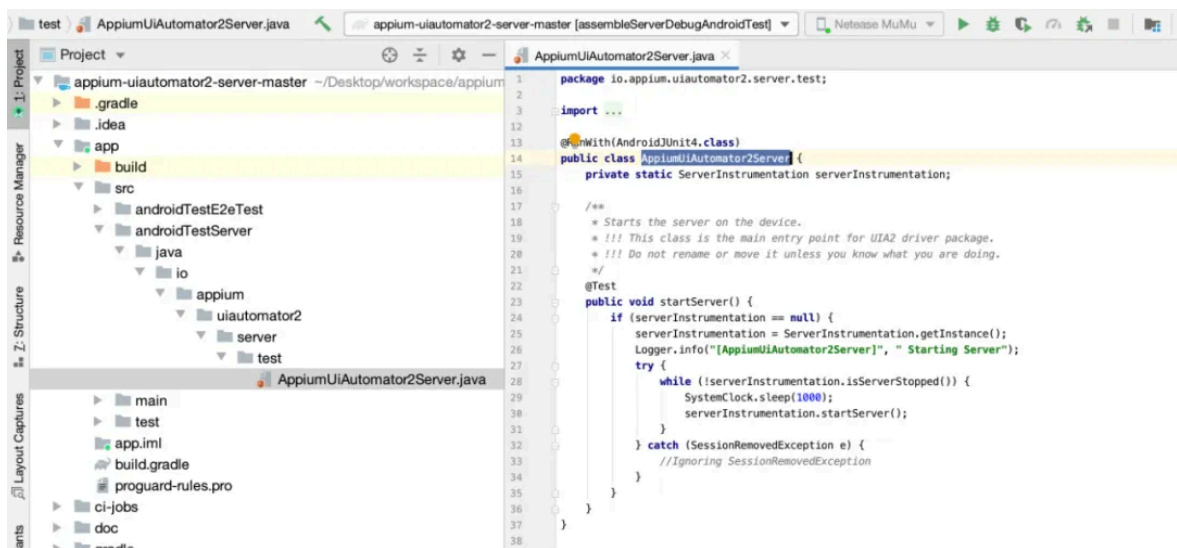 test
AppiumUiAutomator2Server.java
appium-uiautomator2-server-master [assembleServerDebugAndroidTest]
Netease MuMu
1: Project
Resource Manager
Z: Structure
Layout Captures
Project
appium-uiautomator2-server-master ~/Desktop/workspace/appium
.gradle
.idea
app
build
src
androidTestE2eTest
androidTestServer
java
io
appium
uiautomator2
server
test
AppiumUiAutomator2Server.java
main
test
app.iml
build.gradle
proguard-rules.pro
ci-jobs
doc
AppiumUiAutomator2Server.java
1 package io.appium.uiautomator2.server.test;
2
3 import ...
12
13 @RunWith(AndroidJUnit4.class)
14 public class AppiumUiAutomator2Server {
15 private static ServerInstrumentation serverInstrumentation;
16
17 /**
18 * Starts the server on the device.
19 * !!! This class is the main entry point for UIA2 driver package.
20 * !!! Do not rename or move it unless you know what you are doing.
21 */
22 @Test
23 public void startServer() {
24 if (serverInstrumentation == null) {
25 serverInstrumentation = ServerInstrumentation.getInstance();
26 Logger.info("[AppiumUiAutomator2Server]", " Starting Server");
27 try {
28 while (!serverInstrumentation.isServerStopped()) {
29 SystemClock.sleep(1000);
30 serverInstrumentation.startServer();
31 }
32 } catch (SessionRemovedException e) {
33 //Ignoring SessionRemovedException
34 }
35 }
36 }
37 }
38